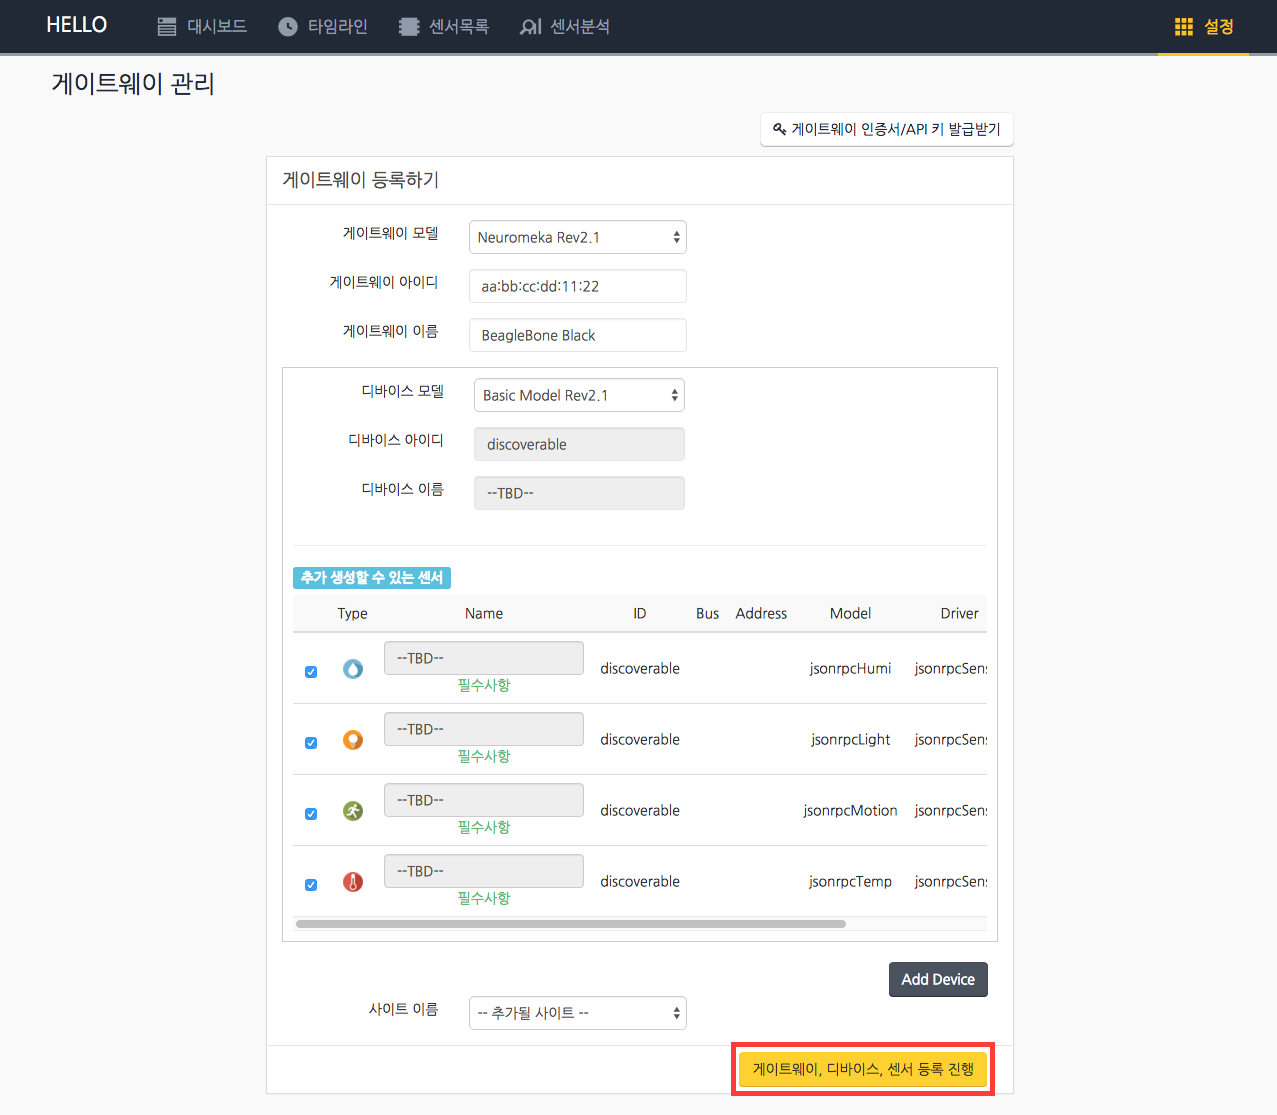 HELLO 대시보드 타임라인 센서목록 센서분석 설정
게이트웨이 관리
게이트웨이 인증서/API 키 발급받기
게이트웨이 등록하기
게이트웨이 모델 Neuromeka Rev2.1
게이트웨이 아이디 aa:bb:cc:dd:11:22
게이트웨이 이름 BeagleBone Black
디바이스 모델 Basic Model Rev2.1
디바이스 아이디 discoverable
디바이스 이름 --TBD--
추가 생성할 수 있는 센서
Type Name ID Bus Address Model Driver
--TBD-- discoverable jsonrpcHumi jsonrpcSens
필수사항
--TBD-- discoverable jsonrpcLight jsonrpcSens
필수사항
--TBD-- discoverable jsonrpcMotion jsonrpcSens
필수사항
--TBD-- discoverable jsonrpcTemp jsonrpcSens
필수사항
Add Device
사이트 이름 -- 추가될 사이트 --
게이트웨이, 디바이스, 센서 등록 진행